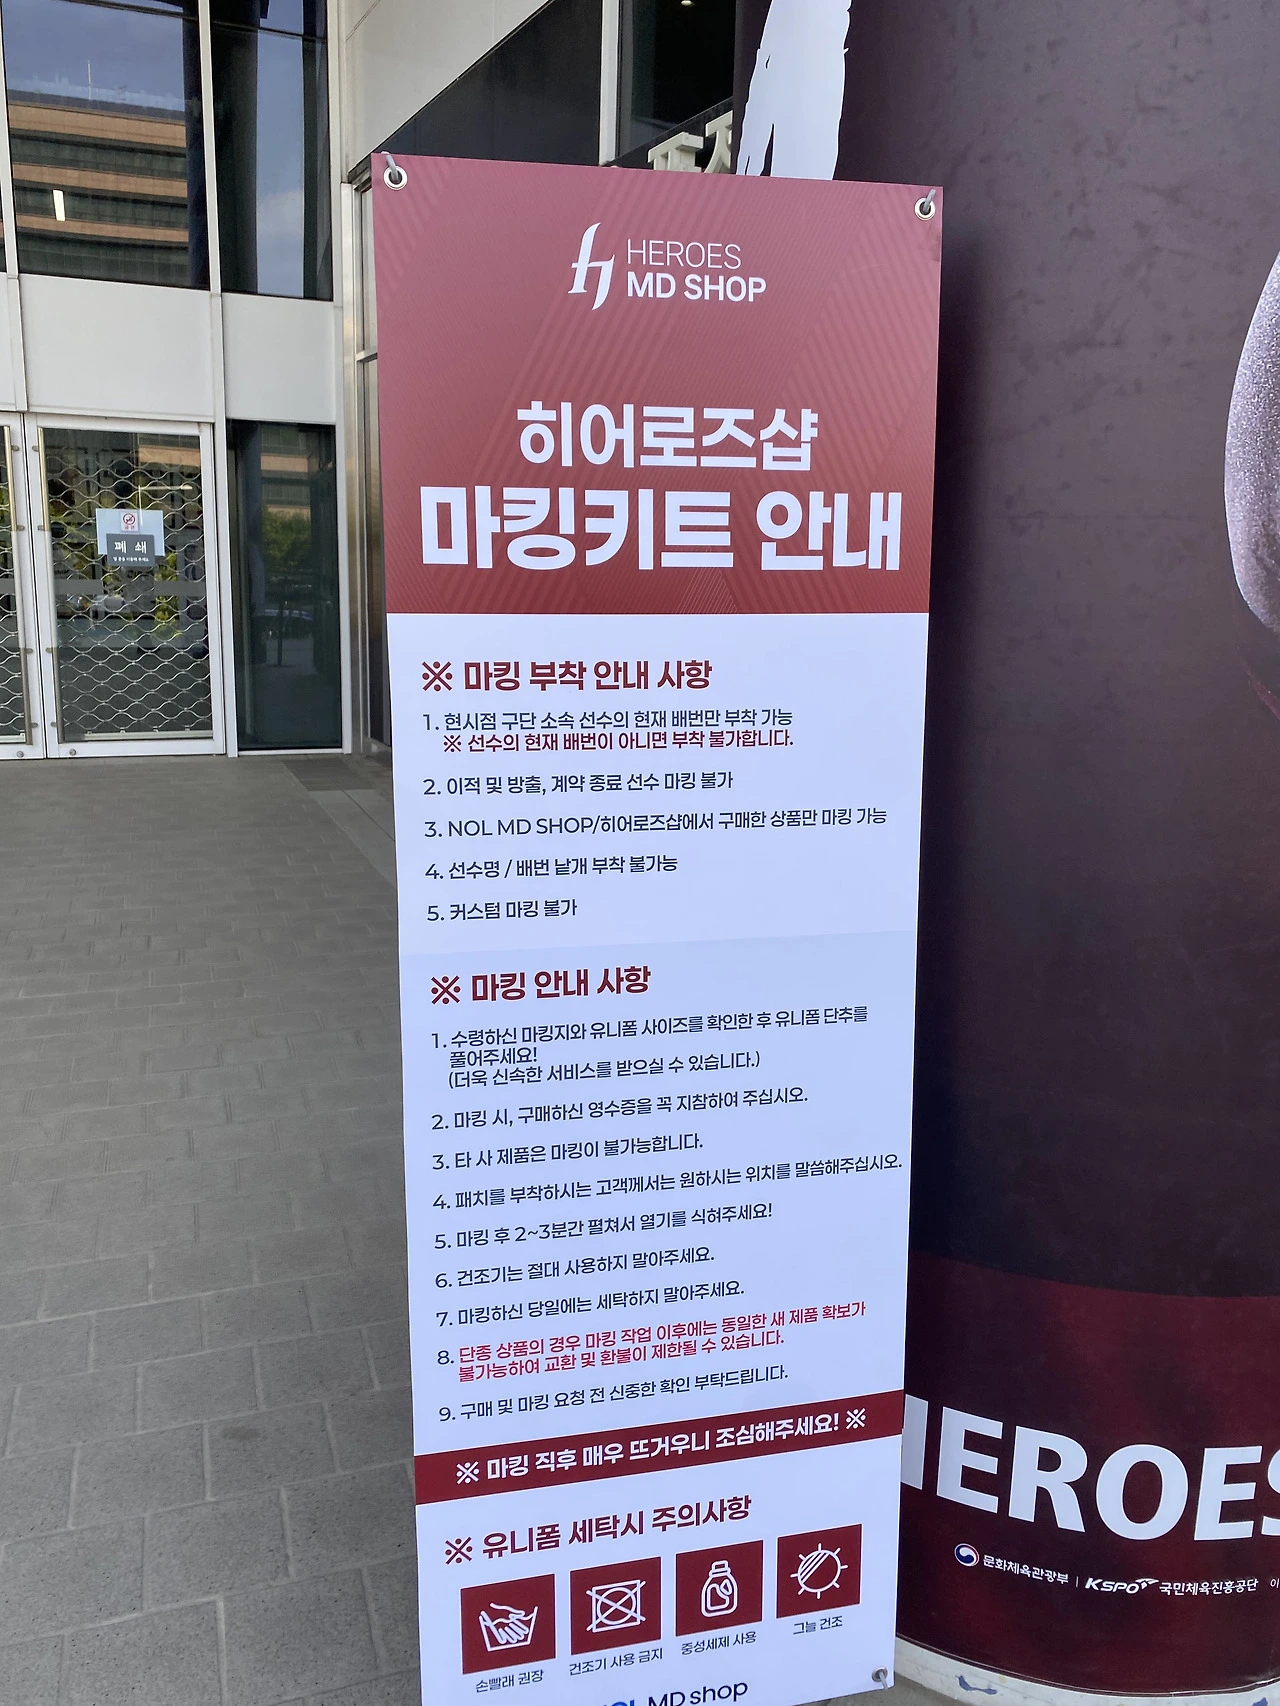 HEROES
MD SHOP
히어로즈샵
마킹키트 안내
폐 쇄
※ 마킹 부착 안내 사항
1. 현시점 구단 소속 선수의 현재 배번만 부착 가능
※ 선수의 현재 배번이 아니면 부착 불가합니다.
2. 이적 및 방출, 계약 종료 선수 마킹 불가
3. NOL MD SHOP/히어로즈샵에서 구매한 상품만 마킹 가능
4. 선수명 / 배번 낱개 부착 불가능
5. 커스텀 마킹 불가
※ 마킹 안내 사항
1. 수령하신 마킹지와 유니폼 사이즈를 확인한 후 유니폼 단추를
풀어주세요!
(더욱 신속한 서비스를 받으실 수 있습니다.)
2. 마킹 시, 구매하신 영수증을 꼭 지참하여 주십시오.
3. 타 사 제품은 마킹이 불가능합니다.
4. 패치를 부착하시는 고객께서는 원하시는 위치를 말씀해주십시오.
5. 마킹 후 2~3분간 펼쳐서 열기를 식혀주세요!
6. 건조기는 절대 사용하지 말아주세요.
7. 마킹하신 당일에는 세탁하지 말아주세요.
8. 단종 상품의 경우 마킹 작업 이후에는 동일한 새 제품 확보가
불가능하여 교환 및 환불이 제한될 수 있습니다.
9. 구매 및 마킹 요청 전 신중한 확인 부탁드립니다.
※ 마킹 직후 매우 뜨거우니 조심해주세요! ※
※ 유니폼 세탁시 주의사항
손빨래 권장
건조기 사용 금지
중성세제 사용
그늘 건조
NOL MD shop
HEROES
문화체육관광부 | KSPO 국민체육진흥공단